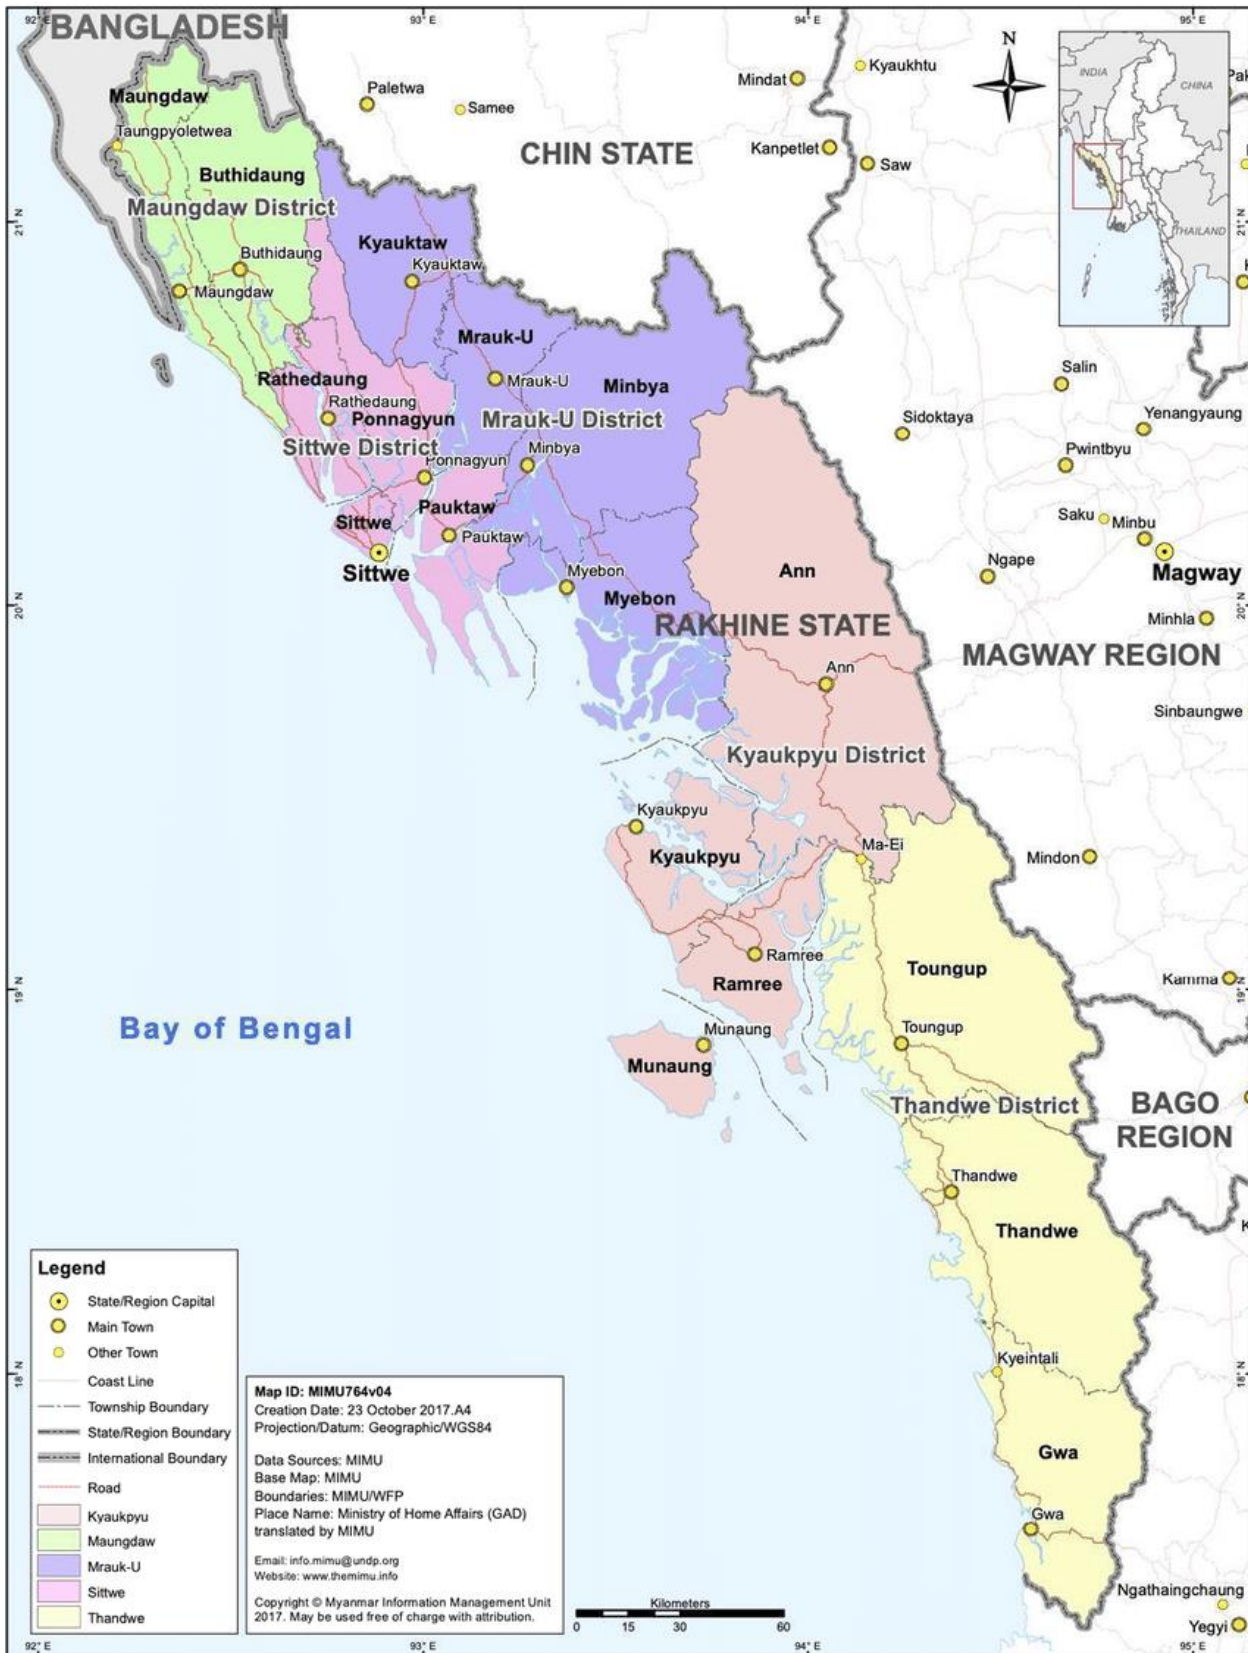 92° E
93° E
94° E
95° E
BANGLADESH
Maungdaw
Taungpyoletwea
Buthidaung
Maungdaw District
Buthidaung
Maungdaw
Paletwa
Samee
Mindat
Kyaukhtu
CHIN STATE
Kanpetlet
Saw
N
INDIA
CHINA
THAILAND
21° N
21° N
Kyauktaw
Kyauktaw
Mrauk-U
Mrauk-U
Minbya
Mrauk-U District
Minbya
Rathedaung
Rathedaung
Ponnagyun
Sittwe District
Ponnagyun
Pauktaw
Sittwe
Pauktaw
Sittwe
Myebon
Myebon
Salin
Sidoktaya
Yenangyaung
Pwintbyu
Saku
Minbu
Ngape
Magway
Minhla
20° N
20° N
Ann
RAKHINE STATE
MAGWAY REGION
Ann
Sinbaungwe
Kyaukpyu District
Kyaukpyu
Kyaukpyu
Ma-Ei
Mindon
Toungup
Ramree
Ramree
Kamma
19° N
19° N
Bay of Bengal
Munaung
Munaung
Toungup
Thandwe District
BAGO
REGION
Thandwe
Thandwe
Kyeintali
18° N
18° N
Gwa
Gwa
Ngathaingchaung
Yegyi
Legend
State/Region Capital
Main Town
Other Town
Coast Line
Township Boundary
State/Region Boundary
International Boundary
Road
Kyaukpyu
Maungdaw
Mrauk-U
Sittwe
Thandwe
Map ID: MIMU764v04
Creation Date: 23 October 2017.A4
Projection/Datum: Geographic/WGS84
Data Sources: MIMU
Base Map: MIMU
Boundaries: MIMU/WFP
Place Name: Ministry of Home Affairs (GAD)
translated by MIMU
Email: info.mimu@undp.org
Website: www.themimu.info
Copyright © Myanmar Information Management Unit
2017. May be used free of charge with attribution.
Kilometers
0 15 30 60
92° E
93° E
94° E
95° E